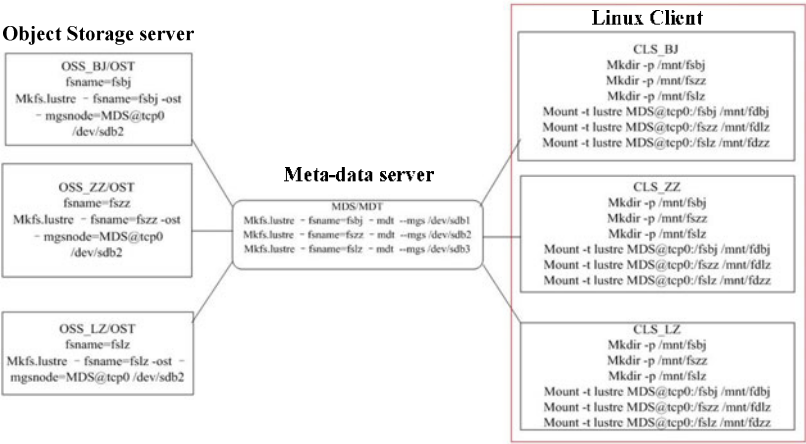 Object Storage server
OSS_BJ/OST
fsname=fsbj
Mkfs.lustre – fsname=fsbj -ost
– mgsnode=MDS@tcp0
/dev/sdb2
OSS_ZZ/OST
fsname=fszz
Mkfs.lustre – fsname=fszz -ost
– mgsnode=MDS@tcp0
/dev/sdb2
OSS_LZ/OST
fsname=fslz
Mkfs.lustre – fsname=fslz -ost –
mgsnode=MDS@tcp0 /dev/sdb2
Meta-data server
MDS/MDT
Mkfs.lustre – fsname=fsbj – mdt --mgs /dev/sdb1
Mkfs.lustre – fsname=fszz – mdt --mgs /dev/sdb2
Mkfs.lustre – fsname=fslz – mdt --mgs /dev/sdb3
Linux Client
CLS_BJ
Mkdir -p /mnt/fsbj
Mkdir -p /mnt/fszz
Mkdir -p /mnt/fslz
Mount -t lustre MDS@tcp0:/fsbj /mnt/fdbj
Mount -t lustre MDS@tcp0:/fszz /mnt/fdlz
Mount -t lustre MDS@tcp0:/fslz /mnt/fdzz
CLS_ZZ
Mkdir -p /mnt/fsbj
Mkdir -p /mnt/fszz
Mkdir -p /mnt/fslz
Mount -t lustre MDS@tcp0:/fsbj /mnt/fdbj
Mount -t lustre MDS@tcp0:/fszz /mnt/fdlz
Mount -t lustre MDS@tcp0:/fslz /mnt/fdzz
CLS_LZ
Mkdir -p /mnt/fsbj
Mkdir -p /mnt/fszz
Mkdir -p /mnt/fslz
Mount -t lustre MDS@tcp0:/fsbj /mnt/fdbj
Mount -t lustre MDS@tcp0:/fszz /mnt/fdlz
Mount -t lustre MDS@tcp0:/fslz /mnt/fdzz